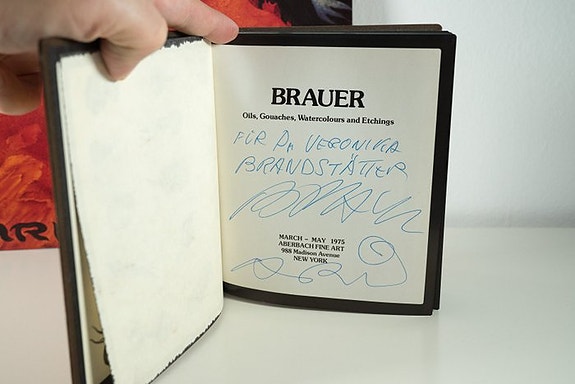 BRAUER
Oils, Gouaches, Watercolours and Etchings
FÜR Dr VERONIKA
BRANDSTÄTTER
MARCH – MAY 1975
ABERBACH FINE ART
988 Madison Avenue
NEW YORK